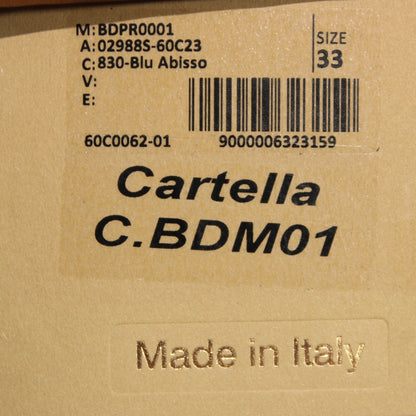 M: BDPR0001
A: 02988S-60C23
C: 830-Blu Abisso
V:
E:
SIZE
33
60C0062-01 9000006323159
Cartella
C.BDM01
Made in Italy